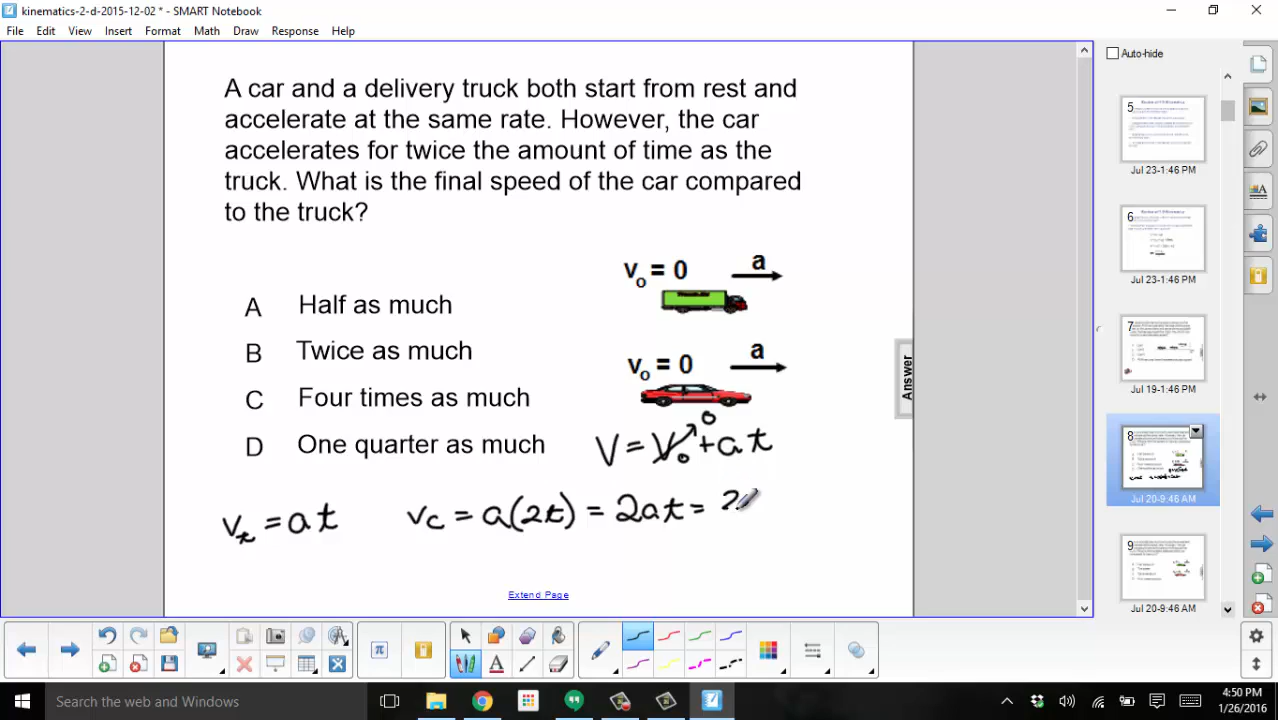 kinematics-2-d-2015-12-02 * - SMART Notebook
File Edit View Insert Format Math Draw Response Help
A car and a delivery truck both start from rest and
accelerate at the same rate. However, the car
accelerates for twice the amount of time as the
truck. What is the final speed of the car compared
to the truck?
vo = 0 a
A Half as much
B Twice as much
vo = 0 a
C Four times as much
D One quarter as much
V = Vo + at
0
vt = at
vc = a(2t) = 2at = 2
Answer
Extend Page
Auto-hide
5
Jul 23-1:46 PM
6
Jul 23-1:46 PM
7
Jul 19-1:46 PM
8
Jul 20-9:46 AM
9
Jul 20-9:46 AM
π
A
Search the web and Windows
4:50 PM
1/26/2016